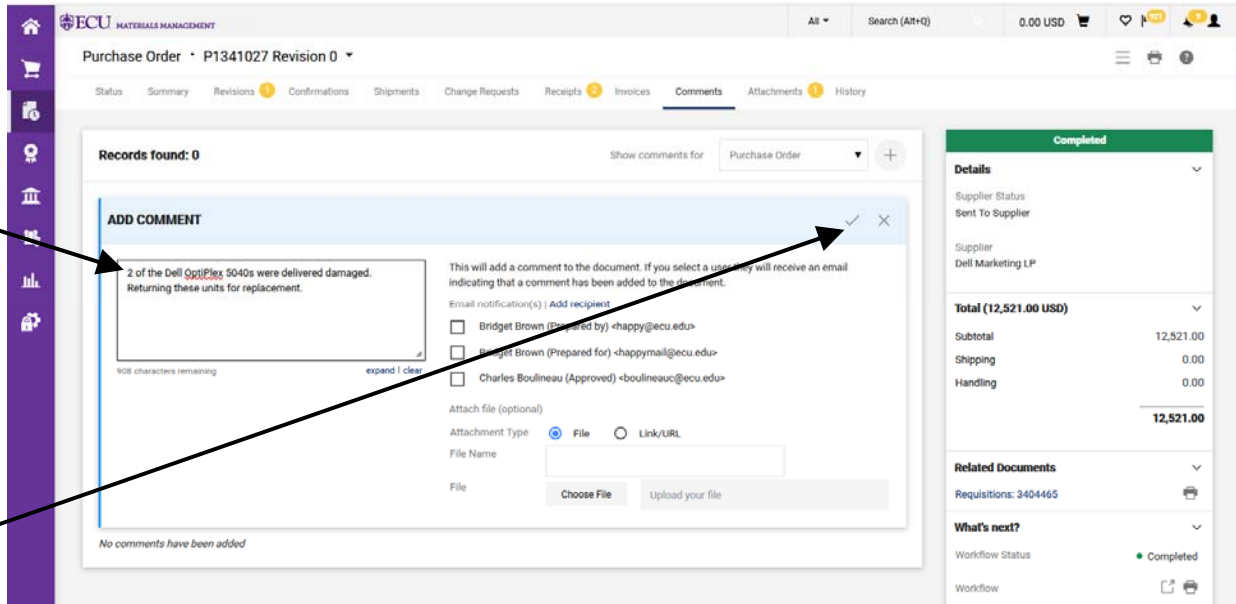 ECU MATERIALS MANAGEMENT
All
Search (Alt+Q)
0.00 USD
Purchase Order · P1341027 Revision 0
Status Summary Revisions 1 Confirmations Shipments Change Requests Receipts 2 Invoices Comments Attachments 1 History
Records found: 0
Show comments for Purchase Order
ADD COMMENT
2 of the Dell OptiPlex 5040s were delivered damaged.
Returning these units for replacement.
908 characters remaining
expand | clear
This will add a comment to the document. If you select a user they will receive an email
indicating that a comment has been added to the document.
Email notification(s) | Add recipient
Bridget Brown (Prepared by) <happy@ecu.edu>
Bridget Brown (Prepared for) <happymail@ecu.edu>
Charles Boulineau (Approved) <boulineauc@ecu.edu>
Attach file (optional)
Attachment Type File Link/URL
File Name
File Choose File Upload your file
No comments have been added
Completed
Details
Supplier Status
Sent To Supplier
Supplier
Dell Marketing LP
Total (12,521.00 USD)
Subtotal 12,521.00
Shipping 0.00
Handling 0.00
12,521.00
Related Documents
Requisitions: 3404465
What's next?
Workflow Status Completed
Workflow